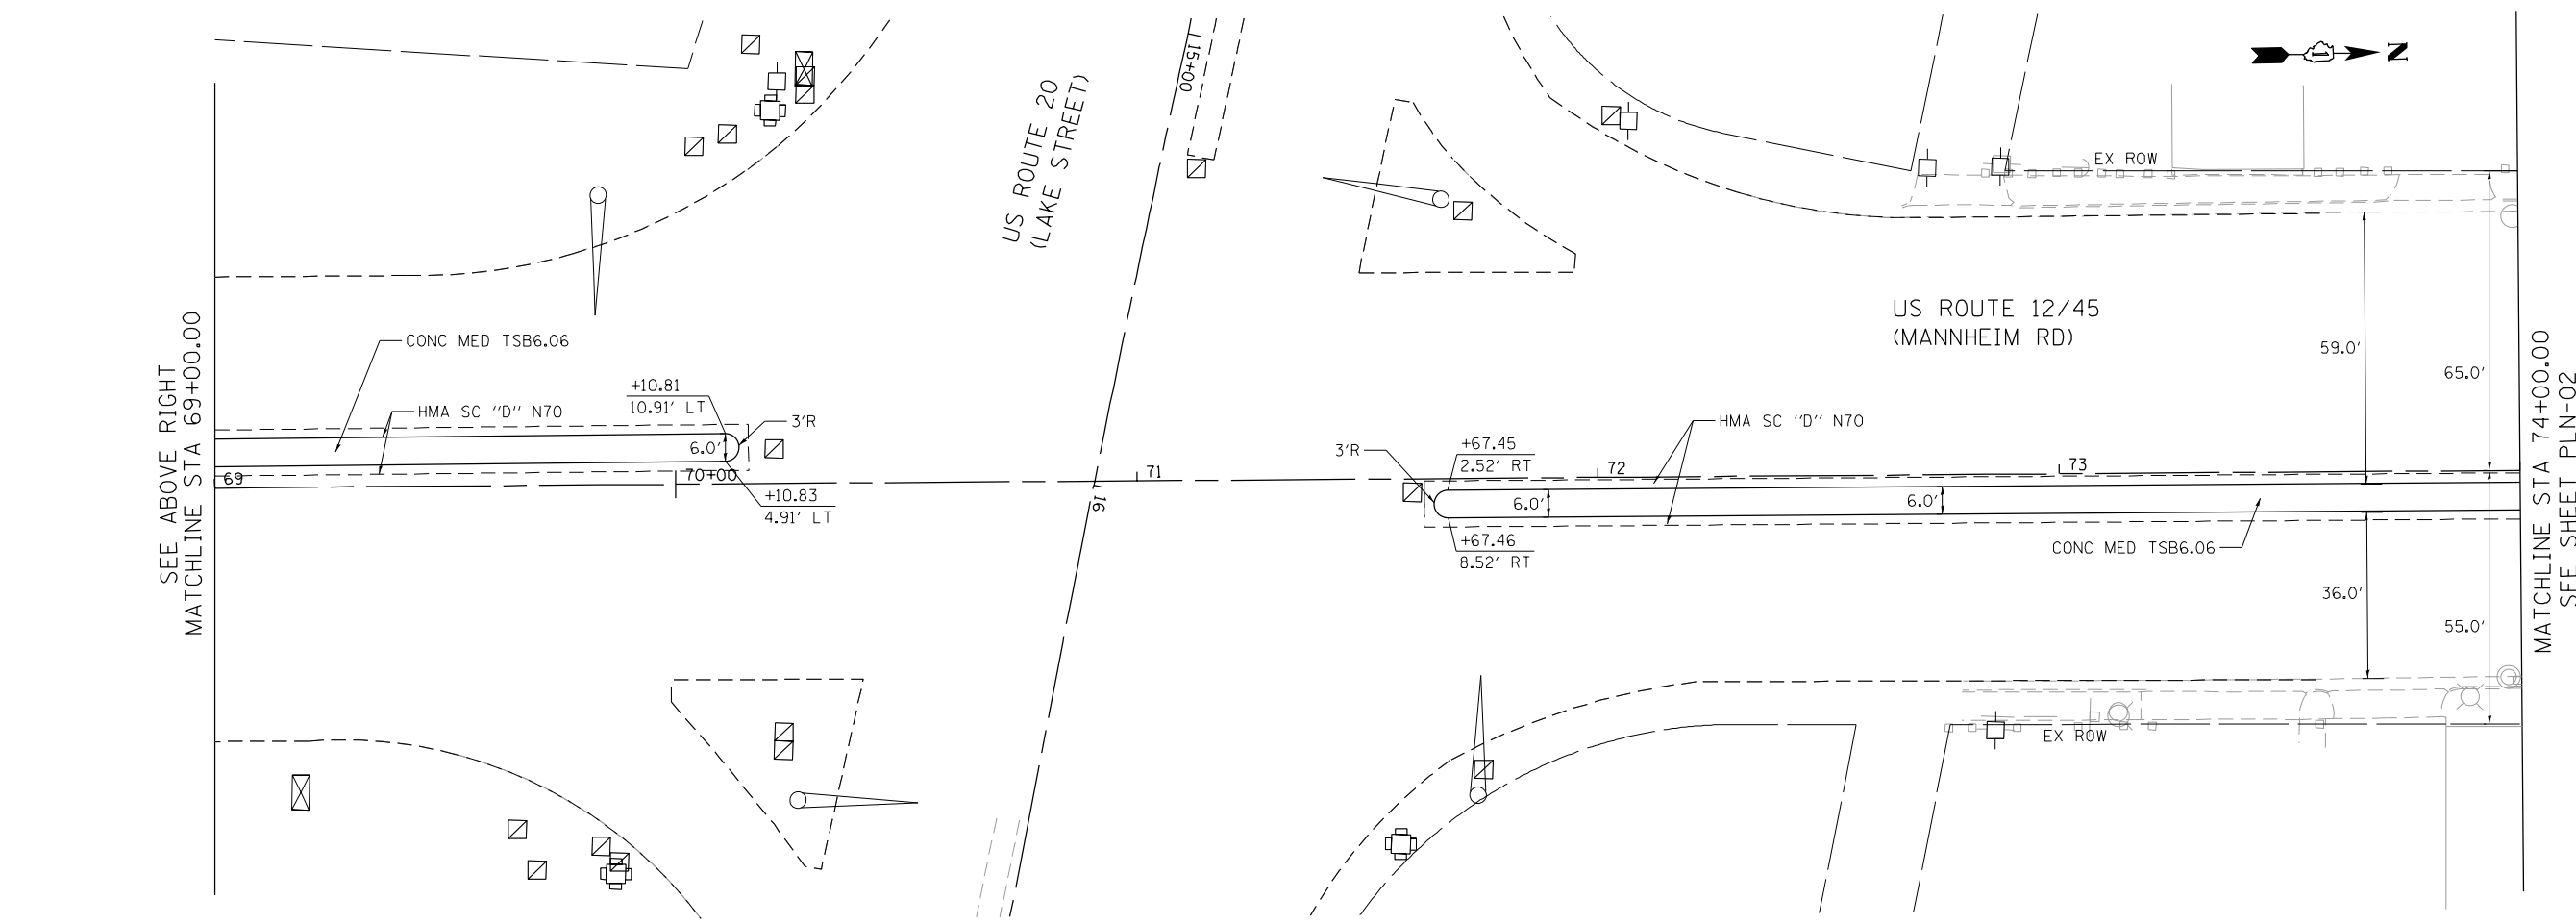 N
15+00
US ROUTE 20
(LAKE STREET)
EX ROW
US ROUTE 12/45
(MANNHEIM RD)
59.0'
65.0'
SEE ABOVE RIGHT
MATCHLINE STA 69+00.00
CONC MED TSB6.06
HMA SC "D" N70
+10.81
10.91' LT
3'R
6.0'
69
70+00
+10.83
4.91' LT
71
16
3'R
+67.45
2.52' RT
HMA SC "D" N70
72
73
6.0'
6.0'
+67.46
8.52' RT
CONC MED TSB6.06
36.0'
55.0'
EX ROW
MATCHLINE STA 74+00.00
SEE SHEET PLN-02